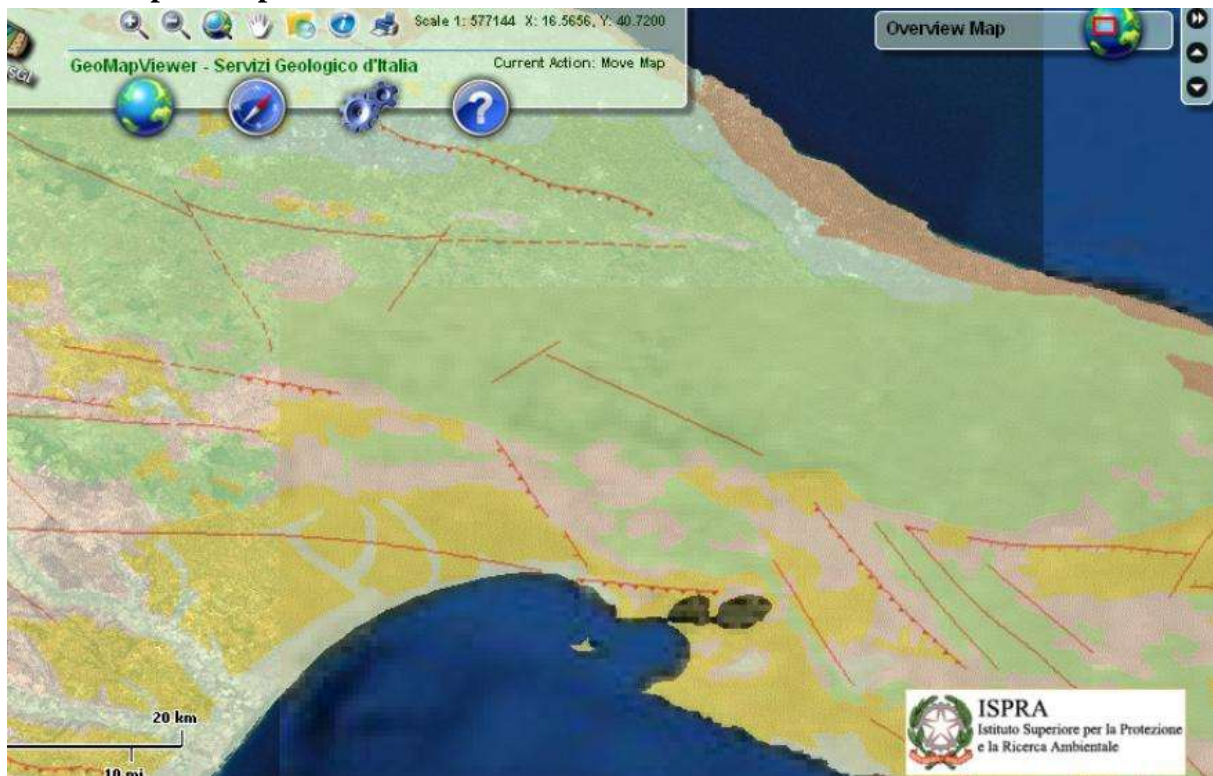 Scale 1: 577144 X: 16.5656, Y: 40.7200
Overview Map
SGI
GeoMapViewer - Servizi Geologico d'Italia
Current Action: Move Map
?
20 km
10 mi
ISPRA
Istituto Superiore per la Protezione
e la Ricerca Ambientale